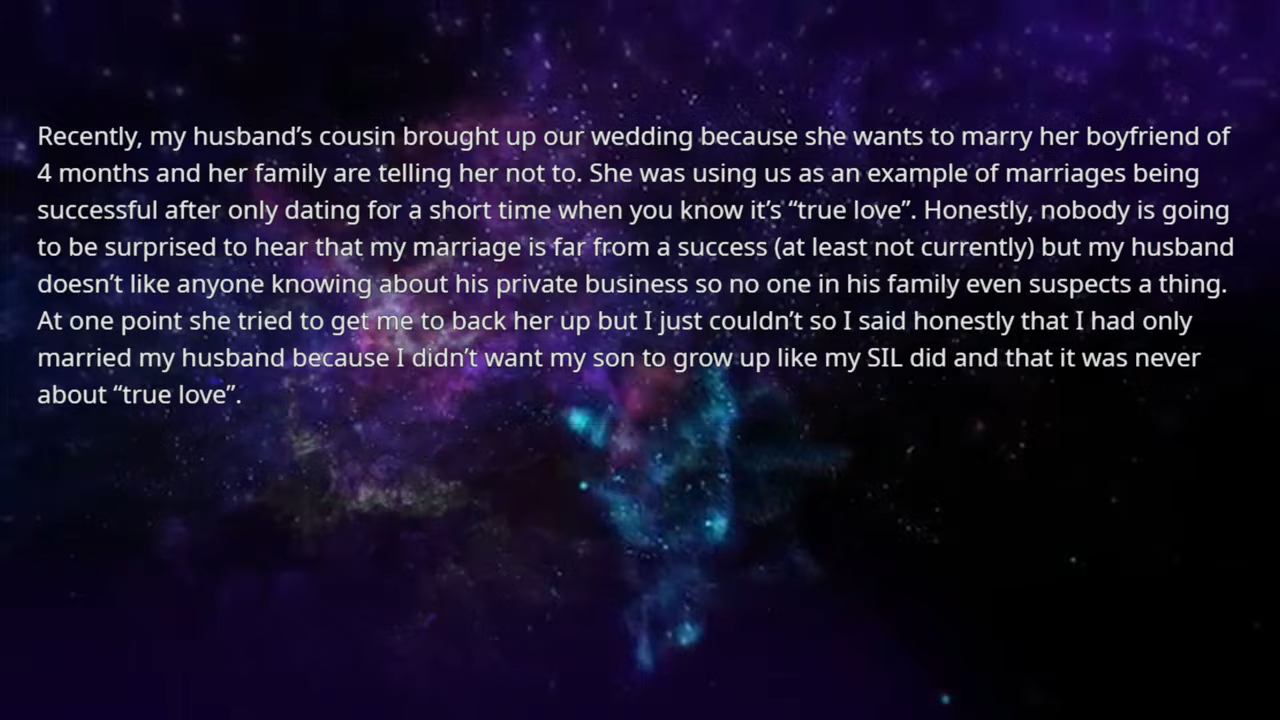 Recently, my husband’s cousin brought up our wedding because she wants to marry her boyfriend of
4 months and her family are telling her not to. She was using us as an example of marriages being
successful after only dating for a short time when you know it’s “true love”. Honestly, nobody is going
to be surprised to hear that my marriage is far from a success (at least not currently) but my husband
doesn’t like anyone knowing about his private business so no one in his family even suspects a thing.
At one point she tried to get me to back her up but I just couldn’t so I said honestly that I had only
married my husband because I didn’t want my son to grow up like my SIL did and that it was never
about “true love”.